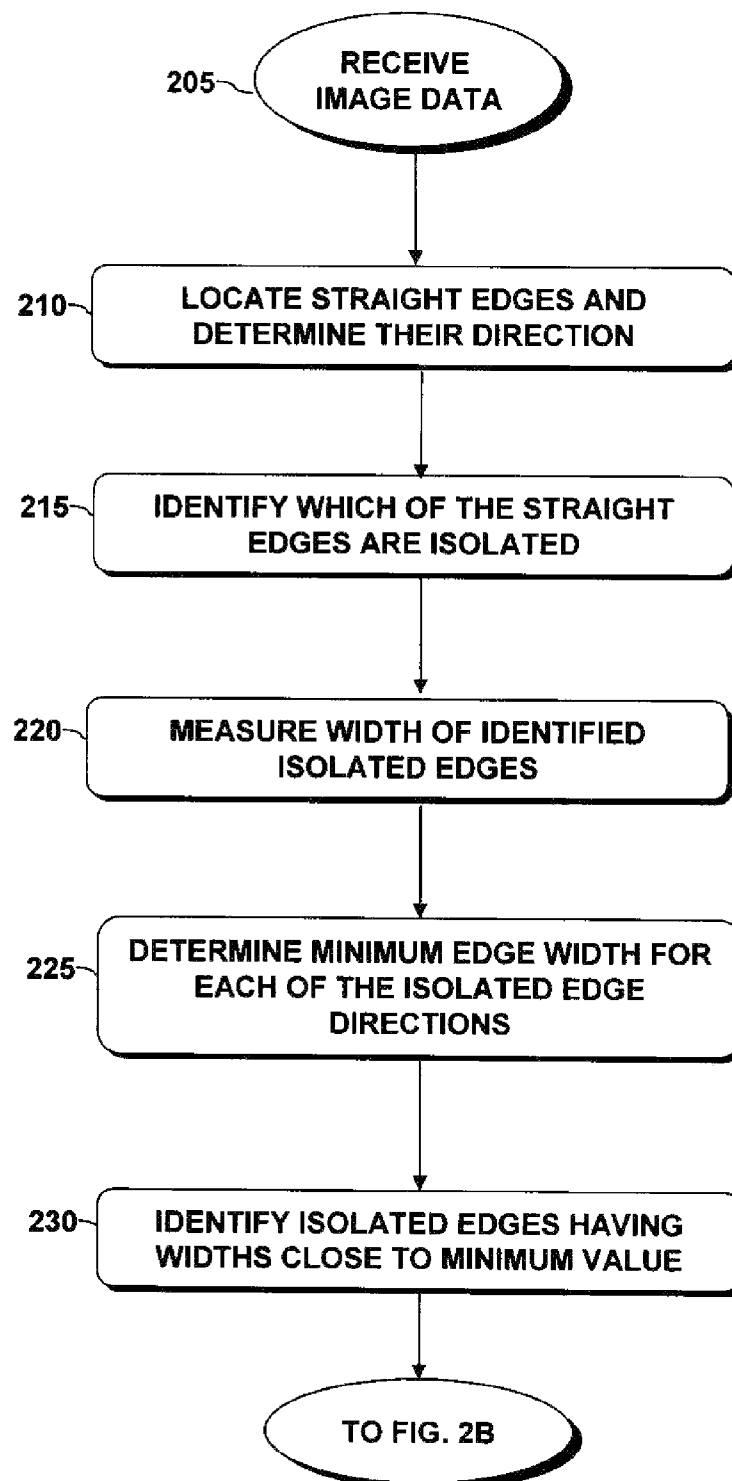 205
RECEIVE
IMAGE DATA
210
LOCATE STRAIGHT EDGES AND
DETERMINE THEIR DIRECTION
215
IDENTIFY WHICH OF THE STRAIGHT
EDGES ARE ISOLATED
220
MEASURE WIDTH OF IDENTIFIED
ISOLATED EDGES
225
DETERMINE MINIMUM EDGE WIDTH FOR
EACH OF THE ISOLATED EDGE
DIRECTIONS
230
IDENTIFY ISOLATED EDGES HAVING
WIDTHS CLOSE TO MINIMUM VALUE
TO FIG. 2B